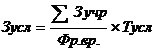 Зусл = ∑ Зучр / Фр.вр. × Тусл